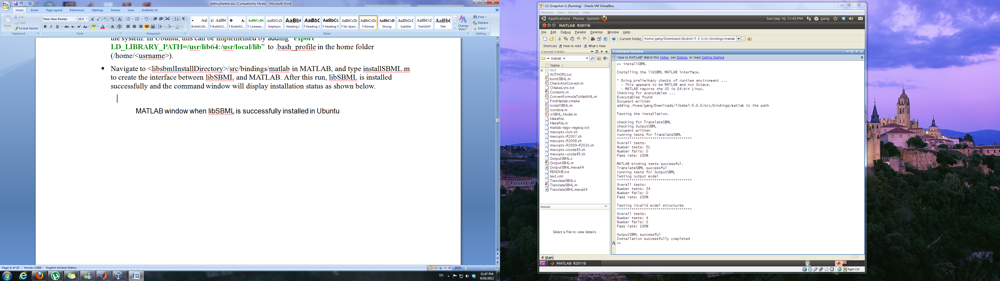 GettingStarted.doc [Compatibility Mode] - Microsoft Word
Home Insert Page Layout References Mailings Review View EndNote X5
Paste
Cut
Copy
Format Painter
Clipboard
Times New Roman 10.5
Font
Paragraph
Bullet1GN... Bullet2G... Bullet3G... Comman... Emphasis Heading 1 Heading 2 Heading 3 No Spaci... Normal Strong Subtitle TextGNAT Title
Change Styles
Styles
Find
Replace
Select
Editing
the system. In Ubuntu, this can be implemented by adding “export
LD_LIBRARY_PATH=/usr/lib64:/usr/local/lib” to .bash_profile in the home folder
(/home/<usrname>).
▪ Navigate to <libsbmlInstallDirectory>/src/bindings/matlab in MATLAB, and type installSBML.m
to create the interface between libSBML and MATLAB. After this run, libSBML is installed
successfully and the command window will display installation status as shown below.
MATLAB window when libSBML is successfully installed in Ubuntu
Page: 8 of 20 Words: 3,988 English (United States) 200%
EN 11:47 PM
9/16/2012
U2 (Snapshot 1) [Running] - Oracle VM VirtualBox
Machine View Devices Help
Applications Places System Sun Sep 16, 11:45 PM gang
MATLAB R2011b
File Edit Debug Parallel Desktop Window Help
Current Folder: /home/gang/Downloads/libsbml-5.6.0/src/bindings/matlab
Shortcuts How to Add What's New
Current Folder
« matlab
Name
test
AUTHORS.txt
buildSBML.m
CheckAndConvert.m
CMakeLists.txt
Contents.m
ConvertFormulaToMathML.m
FindMatlab.cmake
installSBML.m
isoctave.m
isSBML_Model.m
Makefile
Makefile.in
matlab-tags-regexp.txt
mexopts-lion.sh
mexopts-R2007.sh
mexopts-R2008.sh
mexopts-R2009-R2010.sh
mexopts-xcode43.sh
mexopts-xcode45.sh
OutputSBML.c
OutputSBML.m
OutputSBML.mexa64
README.txt
test.xml
TranslateSBML.c
TranslateSBML.m
TranslateSBML.mexa64
Details
Select a file to view details
Command Window
New to MATLAB? Watch this Video, see Demos, or read Getting Started.
>> installSBML
Installing the libSBML MATLAB interface.
* Doing preliminary checks of runtime environment ...
- This appears to be MATLAB and not Octave.
- MATLAB reports the OS is 64-bit Linux.
Checking for executables ...
Executables found
Document written
adding /home/gang/Downloads/libsbml-5.6.0/src/bindings/matlab to the path
Testing the installation.
checking for TranslateSBML
checking OutputSBML
Document written
running tests for TranslateSBML
************************************
Overall tests:
Number tests: 51
Number fails: 0
Pass rate: 100%
MATLAB binding tests successful.
TranslateSBML successful
running tests for OutputSBML
Testing output model
************************************
Overall tests:
Number tests: 34
Number fails: 0
Pass rate: 100%
Testing invalid model structures
************************************
Overall tests:
Number tests: 4
Number fails: 0
Pass rate: 100%
OutputSBML successful
Installation successfully completed
fx >>
Start OVR
MATLAB R2011b
Right Ctrl